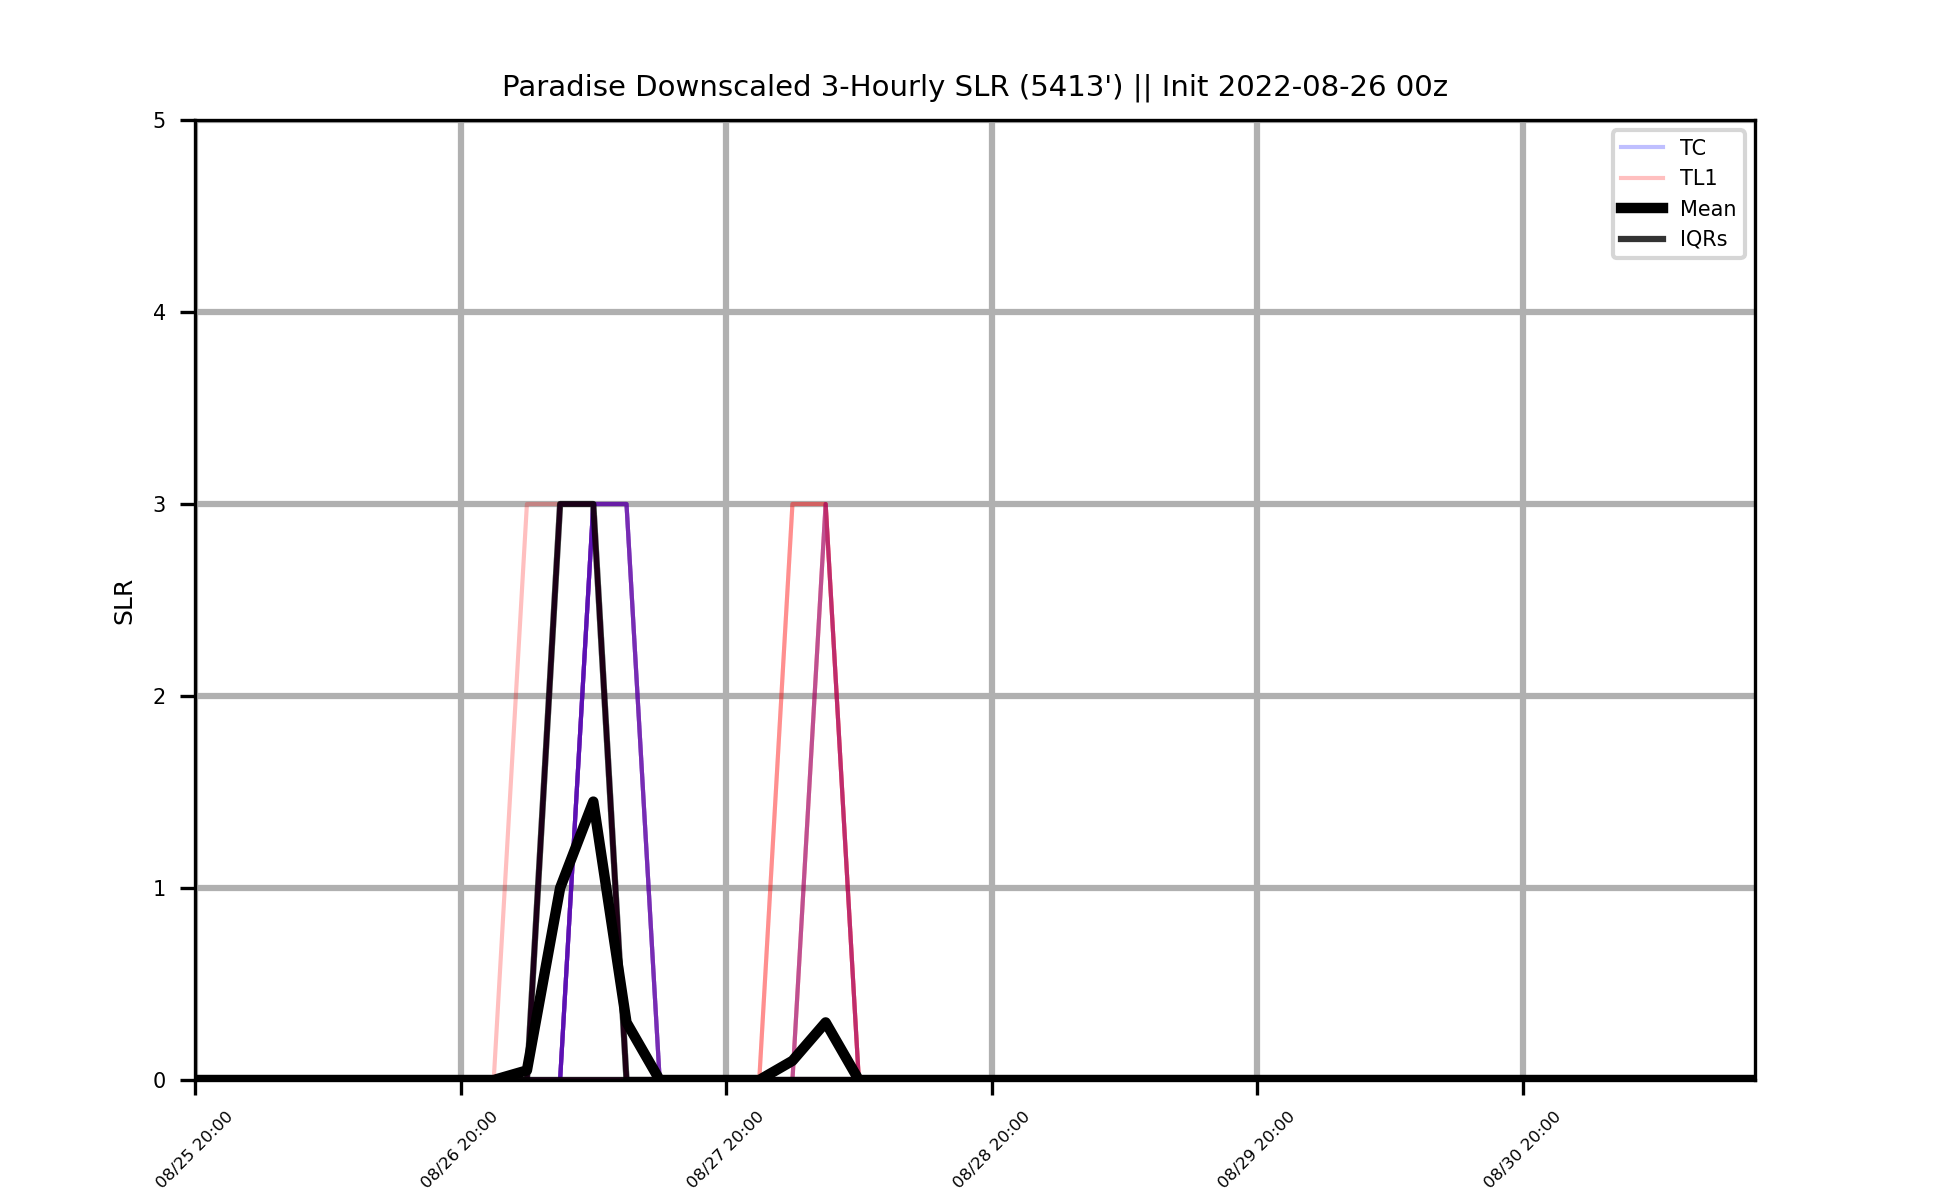 Paradise Downscaled 3-Hourly SLR (5413') || Init 2022-08-26 00z
5
4
3
2
1
0
SLR
TC
TL1
Mean
IQRs
08/25 20:00
08/26 20:00
08/27 20:00
08/28 20:00
08/29 20:00
08/30 20:00